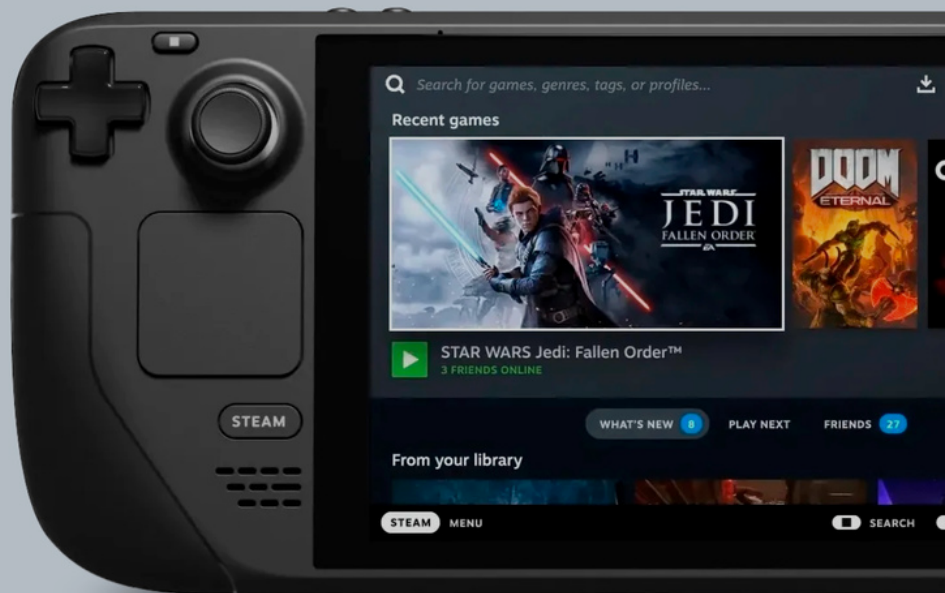 Search for games, genres, tags, or profiles...
Recent games
STAR WARS
JEDI
FALLEN ORDER
EA
DOOM
ETERNAL
STAR WARS Jedi: Fallen Order™
3 FRIENDS ONLINE
STEAM
WHAT'S NEW 8 PLAY NEXT FRIENDS 27
From your library
STEAM MENU SEARCH